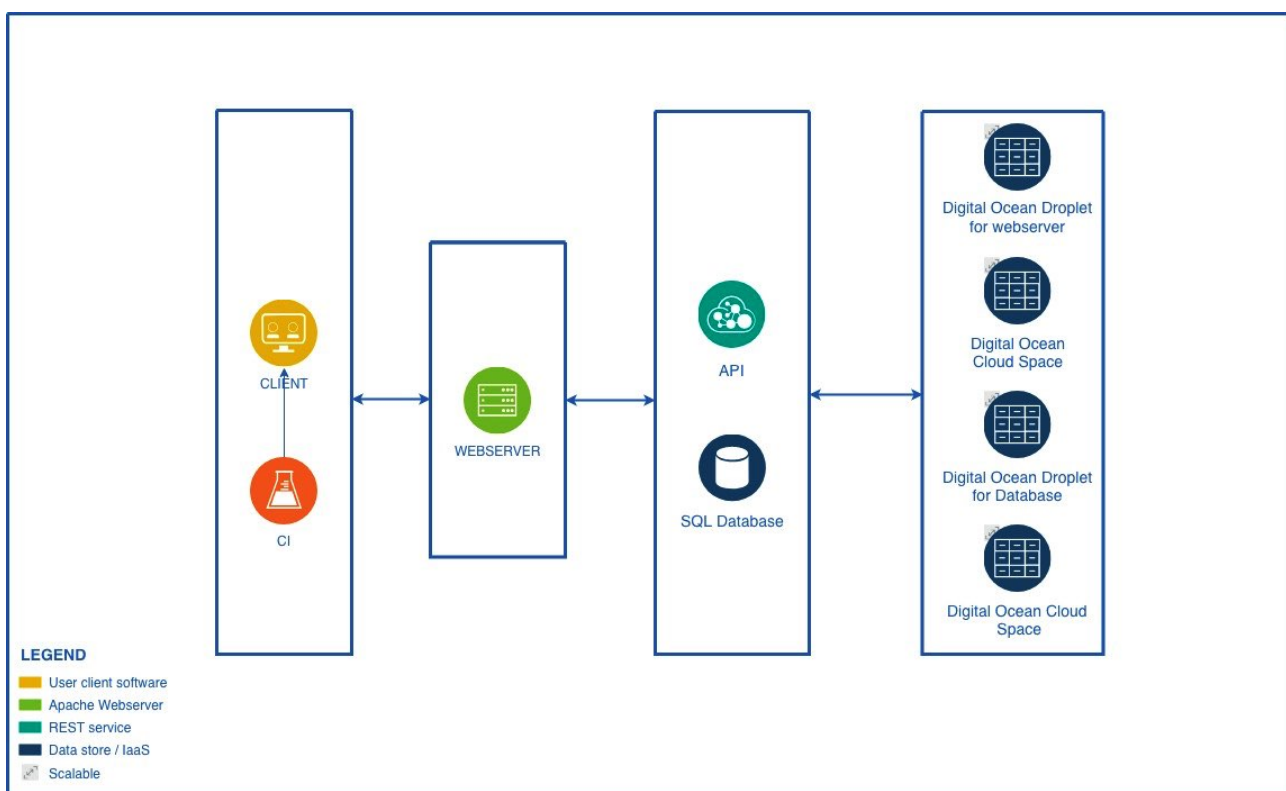 CLIENT
CI
WEBSERVER
API
SQL Database
Digital Ocean Droplet
for webserver
Digital Ocean
Cloud Space
Digital Ocean Droplet
for Database
Digital Ocean Cloud
Space
LEGEND
User client software
Apache Webserver
REST service
Data store / IaaS
Scalable